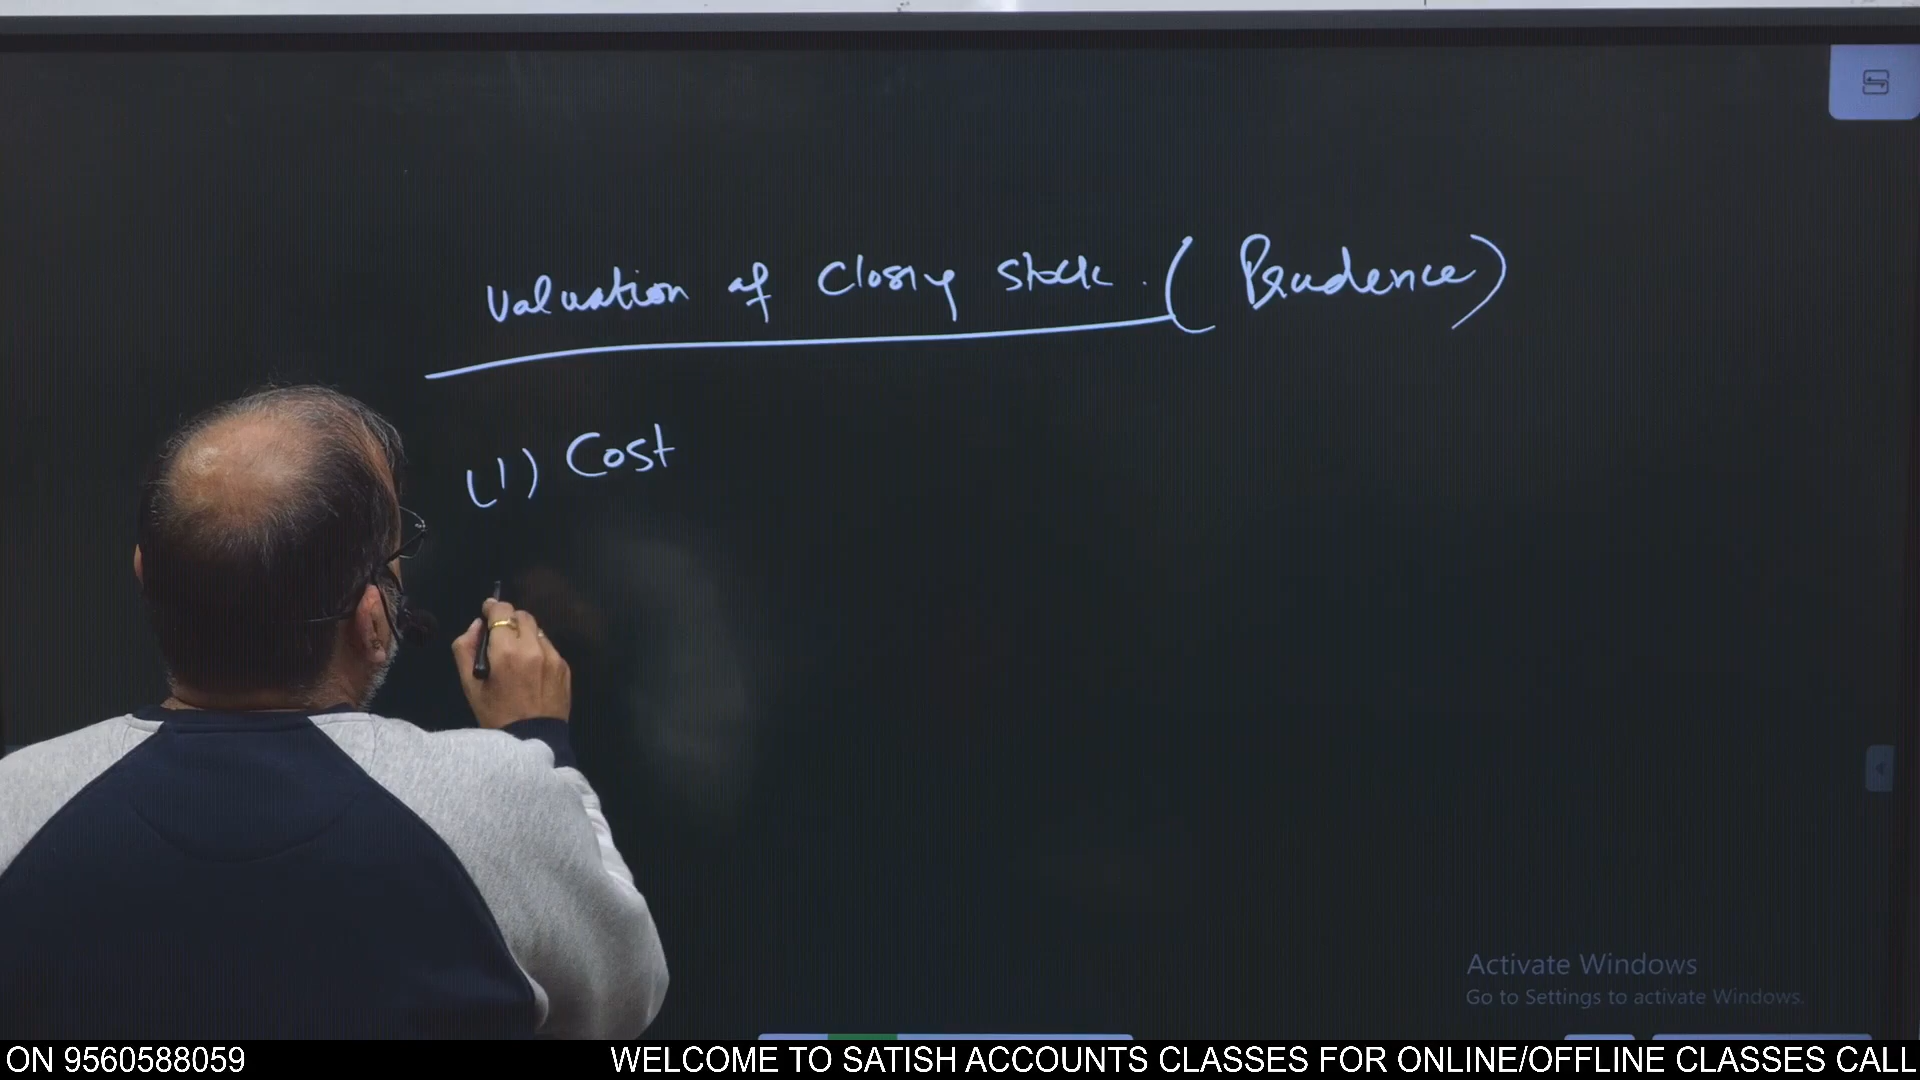 Valuation of Closing Stock. (Prudence)
(1) Cost
Activate Windows
Go to Settings to activate Windows.
ON 9560588059 WELCOME TO SATISH ACCOUNTS CLASSES FOR ONLINE/OFFLINE CLASSES CALL